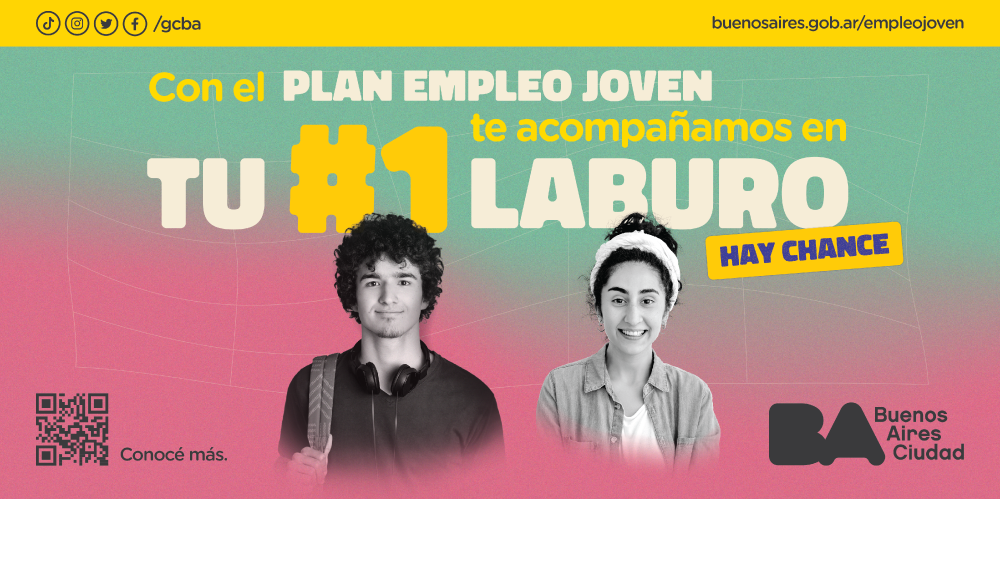 /gcba
buenosaires.gob.ar/empleojoven
Con el PLAN EMPLEO JOVEN
te acompañamos en
TU #1 LABURO
HAY CHANCE
Conocé más.
BA
Buenos
Aires
Ciudad